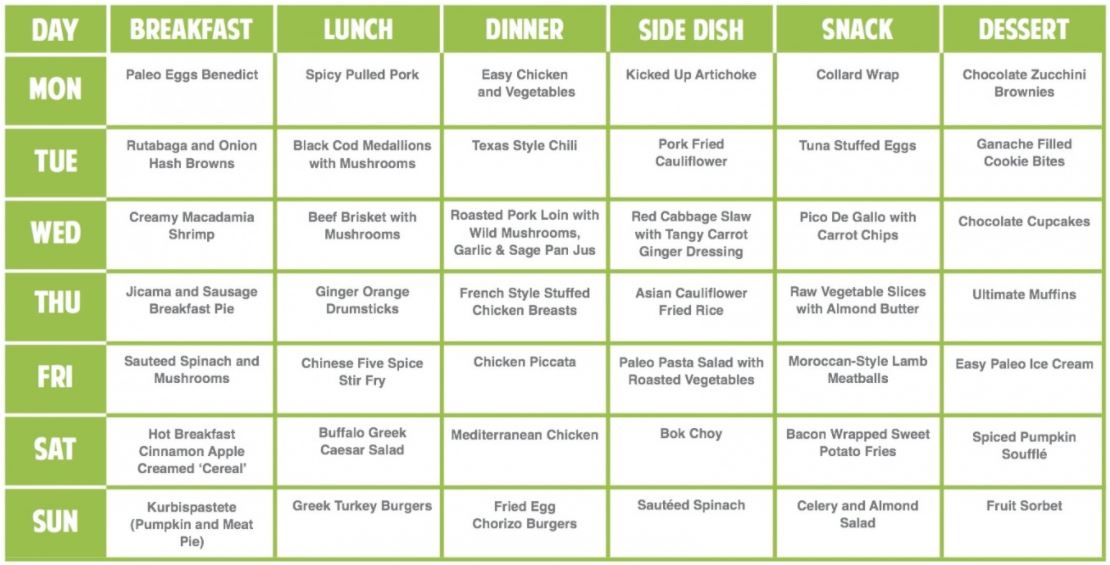 DAY BREAKFAST LUNCH DINNER SIDE DISH SNACK DESSERT
MON
Paleo Eggs Benedict
Spicy Pulled Pork
Easy Chicken
and Vegetables
Kicked Up Artichoke
Collard Wrap
Chocolate Zucchini
Brownies
TUE
Rutabaga and Onion
Hash Browns
Black Cod Medallions
with Mushrooms
Texas Style Chili
Pork Fried
Cauliflower
Tuna Stuffed Eggs
Ganache Filled
Cookie Bites
WED
Creamy Macadamia
Shrimp
Beef Brisket with
Mushrooms
Roasted Pork Loin with
Wild Mushrooms,
Garlic & Sage Pan Jus
Red Cabbage Slaw
with Tangy Carrot
Ginger Dressing
Pico De Gallo with
Carrot Chips
Chocolate Cupcakes
THU
Jicama and Sausage
Breakfast Pie
Ginger Orange
Drumsticks
French Style Stuffed
Chicken Breasts
Asian Cauliflower
Fried Rice
Raw Vegetable Slices
with Almond Butter
Ultimate Muffins
FRI
Sauteed Spinach and
Mushrooms
Chinese Five Spice
Stir Fry
Chicken Piccata
Paleo Pasta Salad with
Roasted Vegetables
Moroccan-Style Lamb
Meatballs
Easy Paleo Ice Cream
SAT
Hot Breakfast
Cinnamon Apple
Creamed ‘Cereal’
Buffalo Greek
Caesar Salad
Mediterranean Chicken
Bok Choy
Bacon Wrapped Sweet
Potato Fries
Spiced Pumpkin
Soufflé
SUN
Kurbispastete
(Pumpkin and Meat
Pie)
Greek Turkey Burgers
Fried Egg
Chorizo Burgers
Sautéed Spinach
Celery and Almond
Salad
Fruit Sorbet